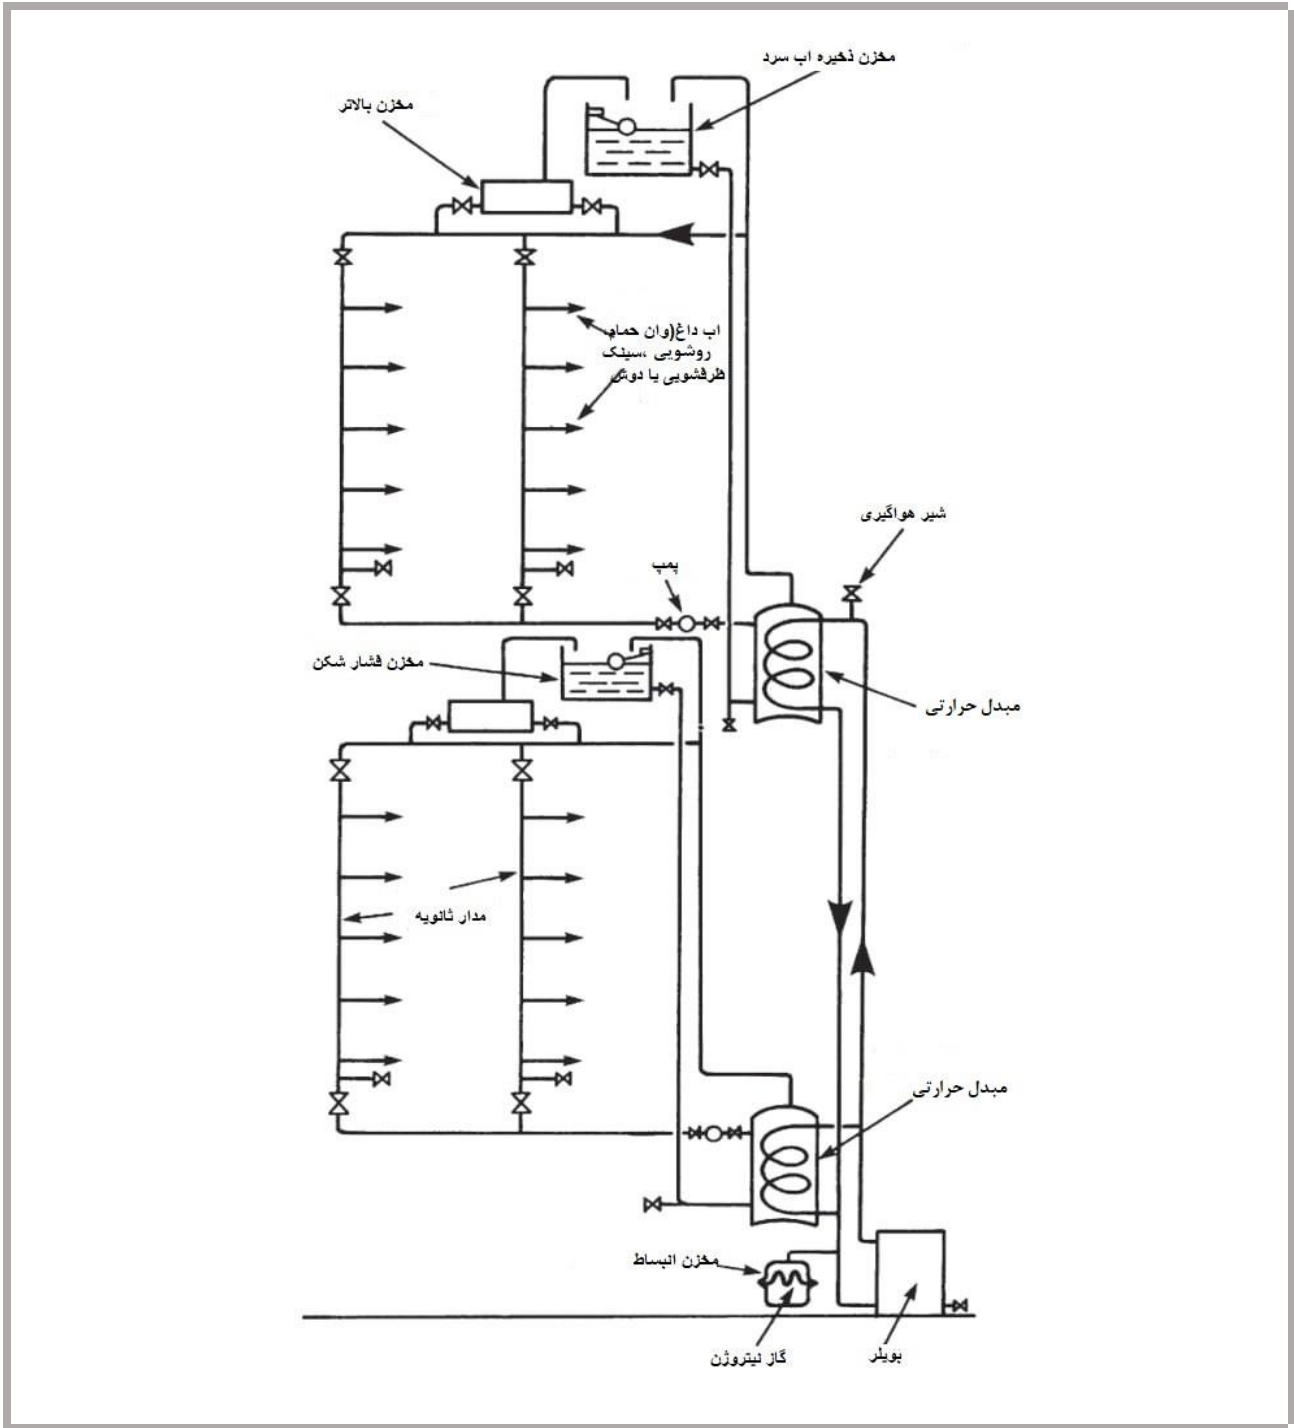 مخزن ذخیره اب سرد
مخزن بالاتر
اب داغ(وان حمام،
روشویی ،سینک
ظرفشویی یا دوش
شیر هواگیری
پمپ
مخزن فشار شکن
مبدل حرارتی
مدار ثانویه
مبدل حرارتی
مخزن انبساط
گاز نیتروژن
بویلر